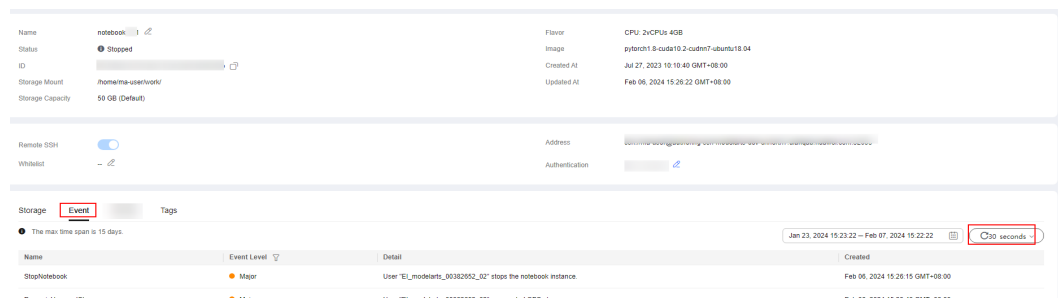 Name notebook Flavor CPU: 2vCPUs 4GB
Status Stopped Image pytorch1.8-cuda10.2-cudnn7-ubuntu18.04
ID Created At Jul 27, 2023 10:10:40 GMT+08:00
Storage Mount /home/ma-user/work/ Updated At Feb 06, 2024 15:26:22 GMT+08:00
Storage Capacity 50 GB (Default)
Remote SSH Address
Whitelist -- Authentication
Storage Event Tags
The max time span is 15 days. Jan 23, 2024 15:23:22 – Feb 07, 2024 15:22:22 30 seconds
Name Event Level Detail Created
StopNotebook Major User "EI_modelarts_00382652_02" stops the notebook instance. Feb 06, 2024 15:26:15 GMT+08:00